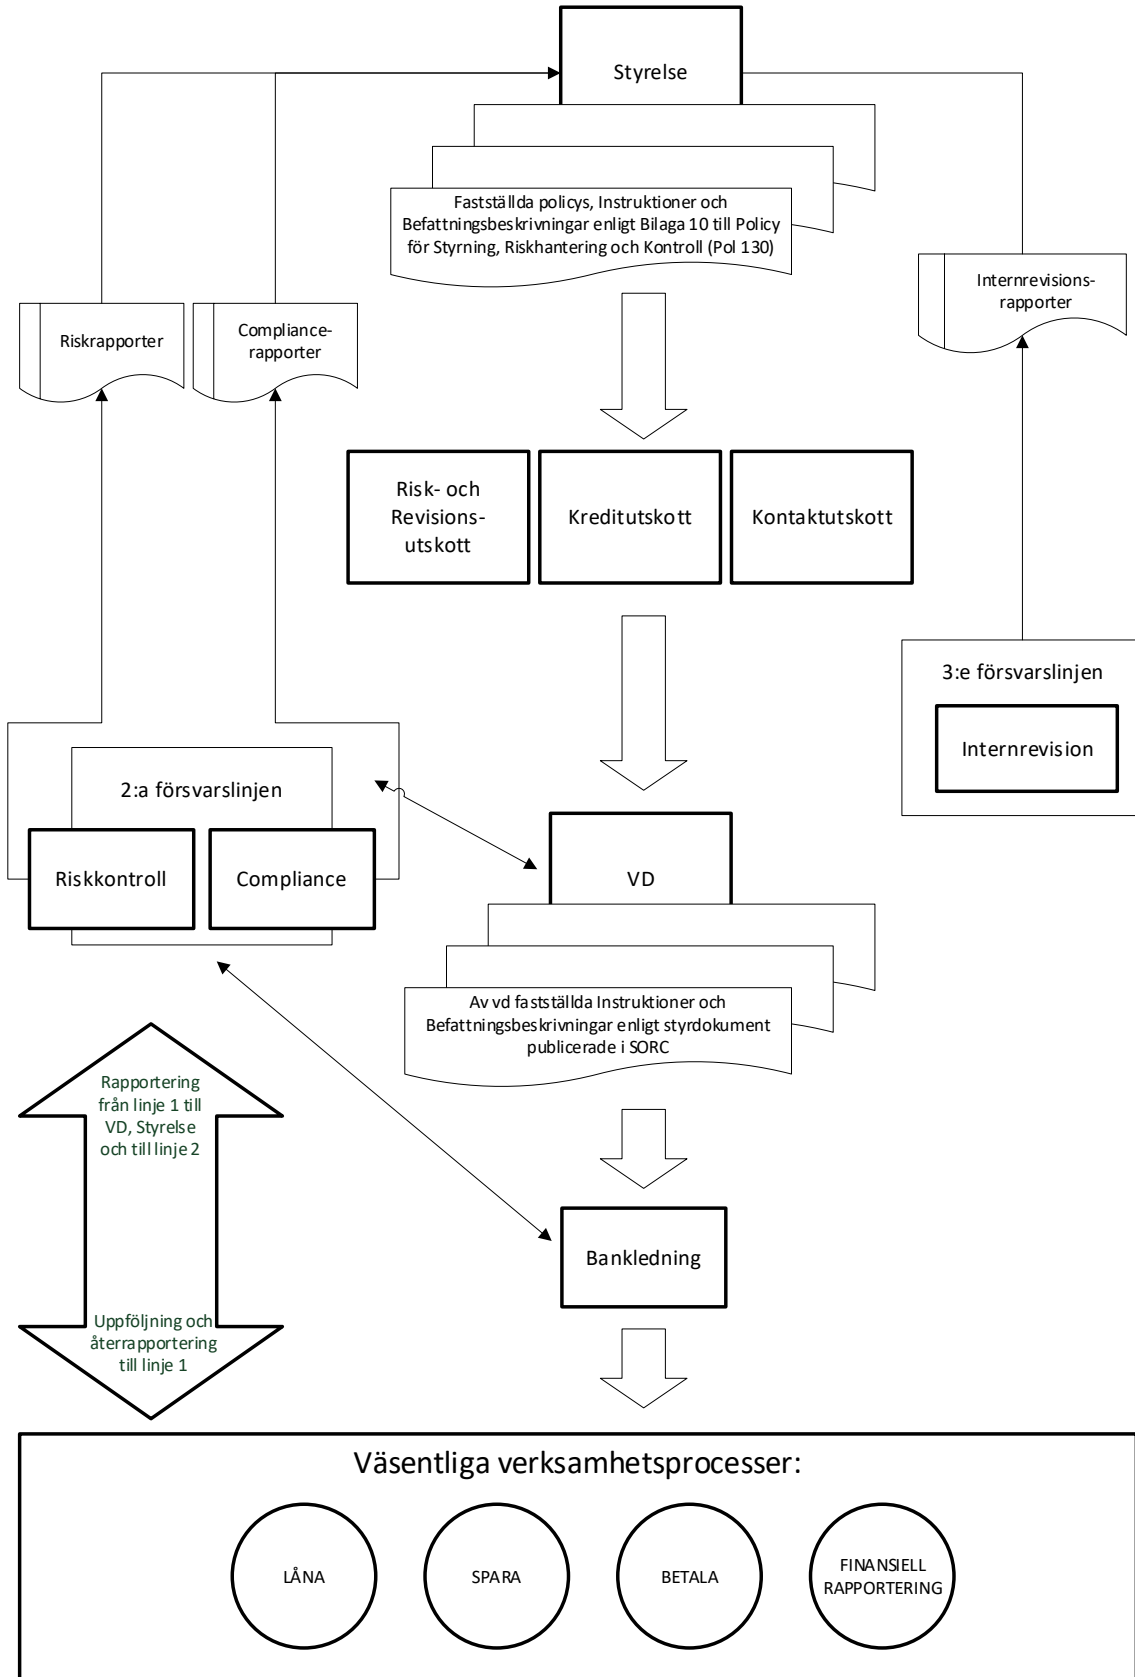 Styrelse
Fastställda policys, Instruktioner och
Befattningsbeskrivningar enligt Bilaga 10 till Policy
för Styrning, Riskhantering och Kontroll (Pol 130)
Riskrapporter
Compliance-
rapporter
Internrevisions-
rapporter
Risk- och
Revisions-
utskott
Kreditutskott
Kontaktutskott
3:e försvarslinjen
Internrevision
2:a försvarslinjen
Riskkontroll
Compliance
VD
Av vd fastställda Instruktioner och
Befattningsbeskrivningar enligt styrdokument
publicerade i SORC
Rapportering
från linje 1 till
VD, Styrelse
och till linje 2
Bankledning
Uppföljning och
återrapportering
till linje 1
Väsentliga verksamhetsprocesser:
LÅNA
SPARA
BETALA
FINANSIELL
RAPPORTERING